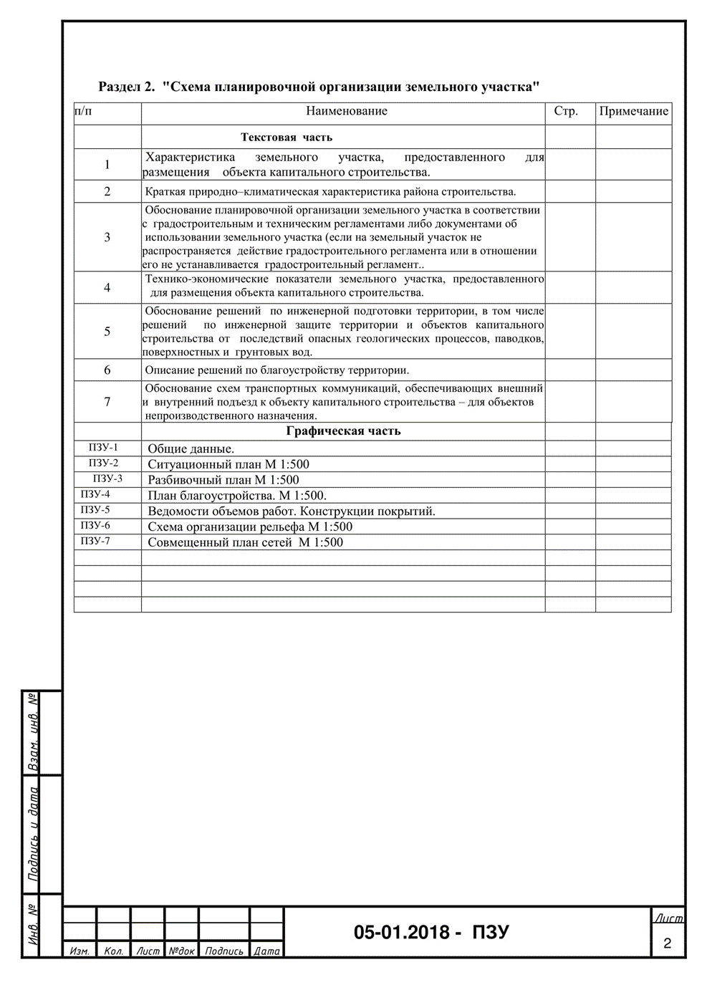 Раздел 2. "Схема планировочной организации земельного участка"
п/п Наименование Стр. Примечание
Текстовая часть
1 Характеристика земельного участка, предоставленного для
размещения объекта капитального строительства.
2 Краткая природно–климатическая характеристика района строительства.
3 Обоснование планировочной организации земельного участка в соответствии
с градостроительным и техническим регламентами либо документами об
использовании земельного участка (если на земельный участок не
распространяется действие градостроительного регламента или в отношении
его не устанавливается градостроительный регламент..
4 Технико-экономические показатели земельного участка, предоставленного
для размещения объекта капитального строительства.
5 Обоснование решений по инженерной подготовки территории, в том числе
решений по инженерной защите территории и объектов капитального
строительства от последствий опасных геологических процессов, паводков,
поверхностных и грунтовых вод.
6 Описание решений по благоустройству территории.
7 Обоснование схем транспортных коммуникаций, обеспечивающих внешний
и внутренний подъезд к объекту капитального строительства – для объектов
непроизводственного назначения.
Графическая часть
ПЗУ-1 Общие данные.
ПЗУ-2 Ситуационный план М 1:500
ПЗУ-3 Разбивочный план М 1:500
ПЗУ-4 План благоустройства. М 1:500.
ПЗУ-5 Ведомости объемов работ. Конструкции покрытий.
ПЗУ-6 Схема организации рельефа М 1:500
ПЗУ-7 Совмещенный план сетей М 1:500
Взам. инв. №
Подпись и дата
Инв. №
Изм. Кол. Лист №док Подпись Дата
05-01.2018 - ПЗУ
Лист
2